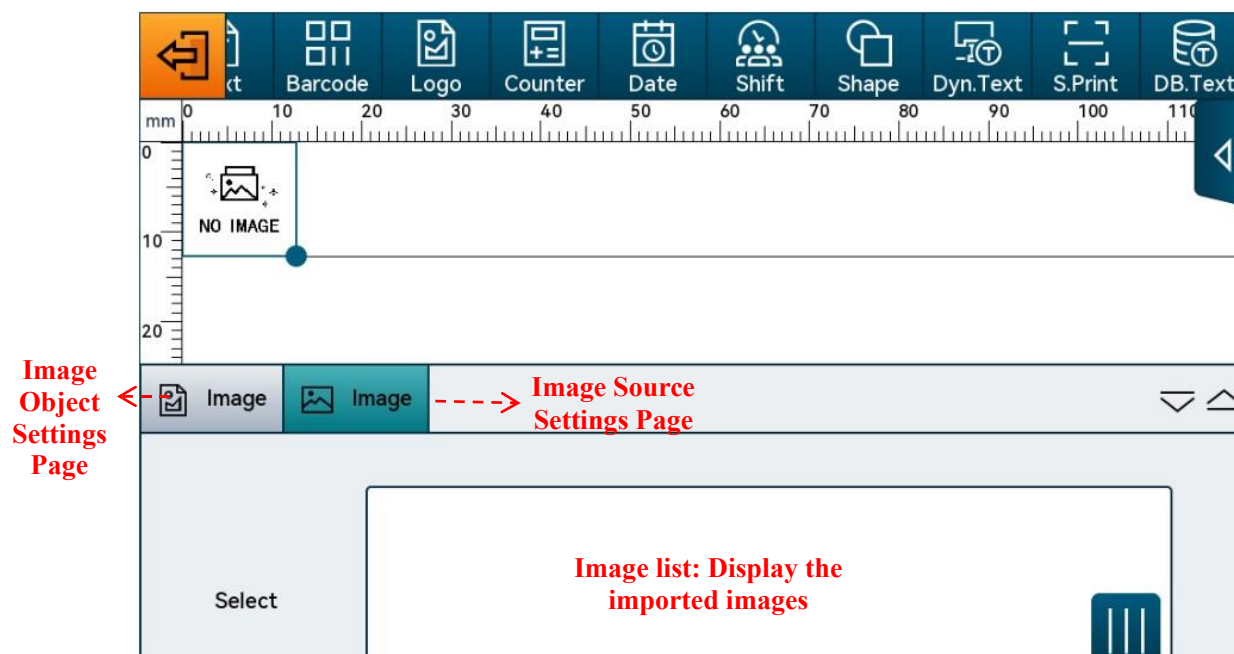 xt Barcode Logo Counter Date Shift Shape Dyn.Text S.Print DB.Text
mm 0 10 20 30 40 50 60 70 80 90 100 110
0
NO IMAGE
10
20
Image
Object
Settings
Page
Image
Image
Image Source
Settings Page
Image list: Display the
imported images
Select